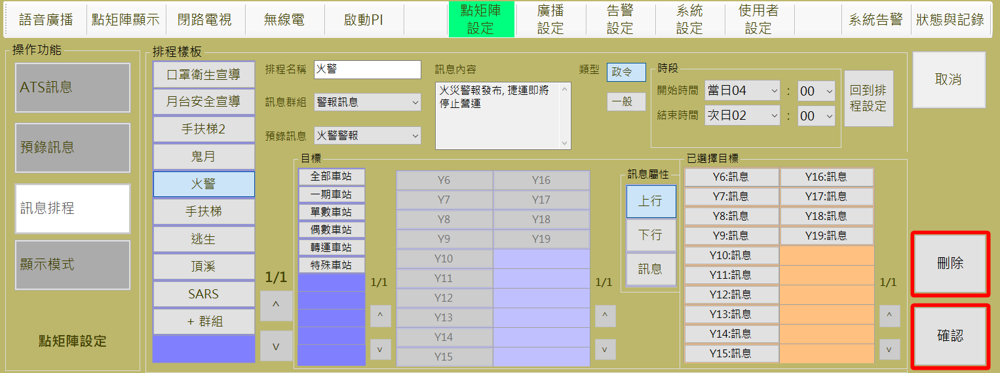 語音廣播
點矩陣顯示
閉路電視
無線電
啟動PI
點矩陣
設定
廣播
設定
告警
設定
系統
設定
使用者
設定
系統告警
狀態與記錄
操作功能
ATS訊息
預錄訊息
訊息排程
顯示模式
點矩陣設定
排程樣板
口罩衛生宣導
月台安全宣導
手扶梯2
鬼月
火警
手扶梯
逃生
頂溪
SARS
+ 群組
1/1
^
v
排程名稱
火警
訊息群組
警報訊息
預錄訊息
火警警報
訊息內容
火災警報發布, 捷運即將
停止營運
類型
政令
一般
時段
開始時間
當日04
:
00
結束時間
次日02
:
00
回到排
程設定
取消
目標
全部車站
一期車站
單數車站
偶數車站
轉運車站
特殊車站
1/1
^
v
Y6 Y16
Y7 Y17
Y8 Y18
Y9 Y19
Y10
Y11
Y12
Y13
Y14
Y15
1/1
^
v
訊息屬性
上行
下行
訊息
已選擇目標
Y6:訊息 Y16:訊息
Y7:訊息 Y17:訊息
Y8:訊息 Y18:訊息
Y9:訊息 Y19:訊息
Y10:訊息
Y11:訊息
Y12:訊息
Y13:訊息
Y14:訊息
Y15:訊息
1/1
^
v
刪除
確認